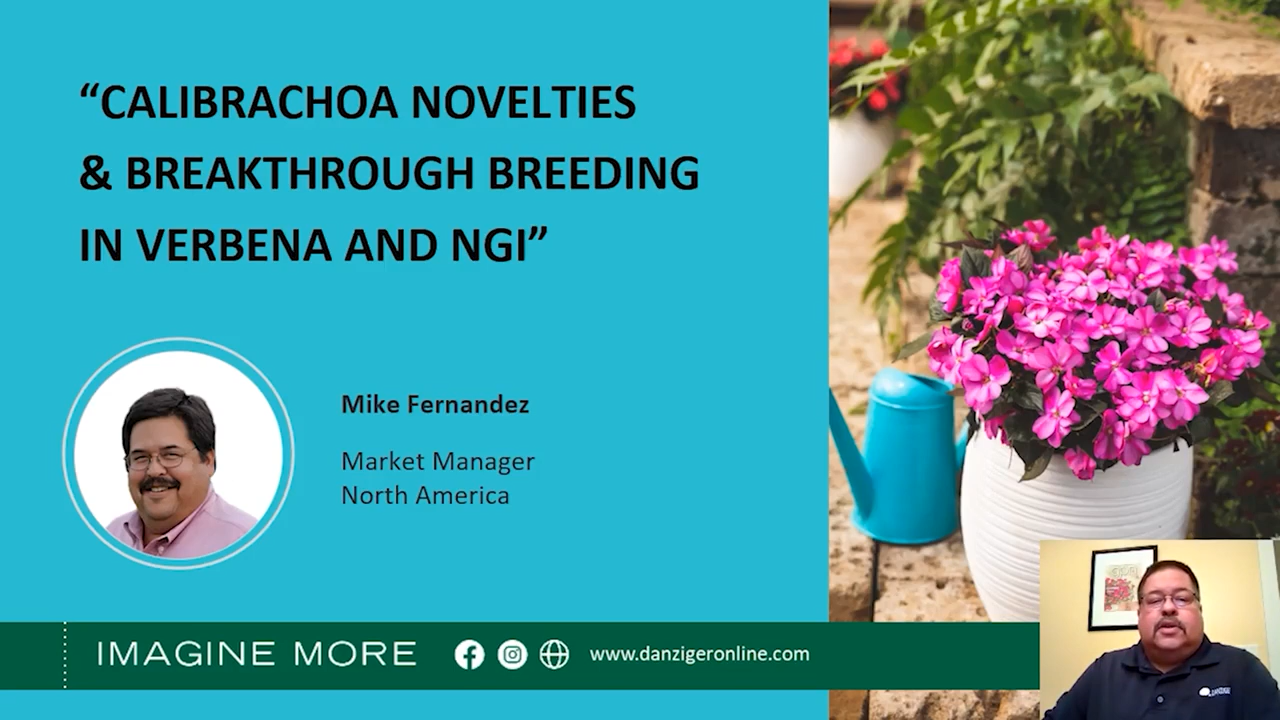 “CALIBRACHOA NOVELTIES
& BREAKTHROUGH BREEDING
IN VERBENA AND NGI”
Mike Fernandez
Market Manager
North America
IMAGINE MORE
www.danzigeronline.com